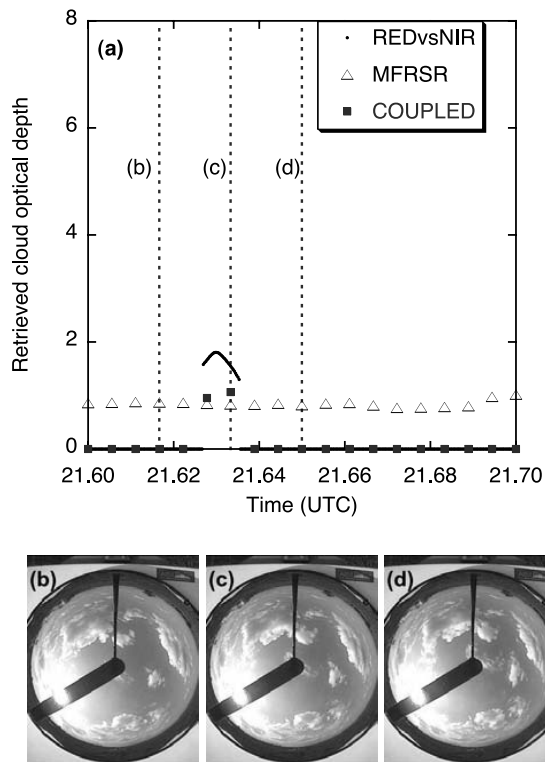 (a)
REDvsNIR
MFRSR
COUPLED
Retrieved cloud optical depth
8
6
4
2
0
(b)
(c)
(d)
21.60
21.62
21.64
21.66
21.68
21.70
Time (UTC)
(b)
(c)
(d)